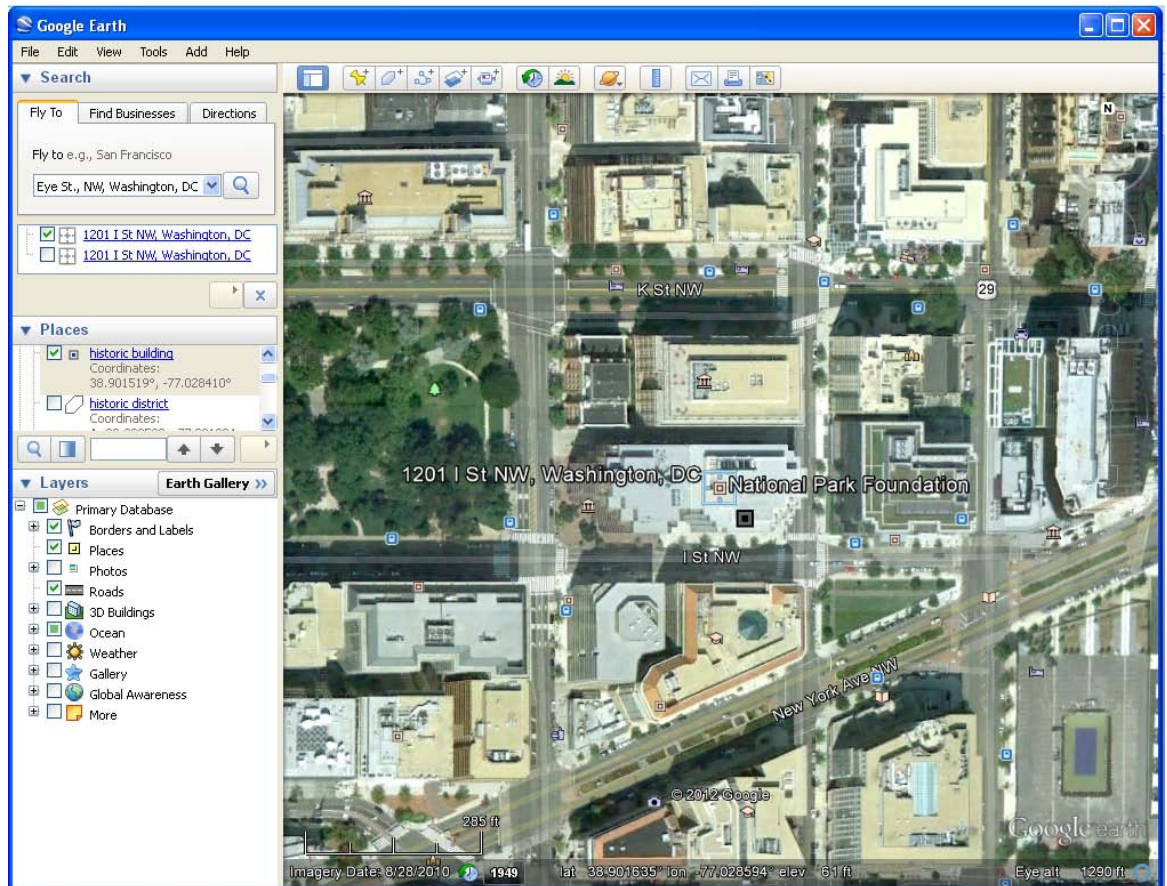 Google Earth
File Edit View Tools Add Help
Search
Fly To Find Businesses Directions
Fly to e.g., San Francisco
Eye St., NW, Washington, DC
1201 I St NW, Washington, DC
1201 I St NW, Washington, DC
Places
historic building
Coordinates:
38.901519°, -77.028410°
historic district
Coordinates:
Layers Earth Gallery »
Primary Database
Borders and Labels
Places
Photos
Roads
3D Buildings
Ocean
Weather
Gallery
Global Awareness
More
N
K St NW
29
1201 I St NW, Washington, DC
National Park Foundation
I St NW
New York Ave NW
© 2012 Google
285 ft
Google earth
Imagery Date: 8/28/2010 1949 lat 38.901635° lon -77.028594° elev 61 ft Eye alt 1290 ft